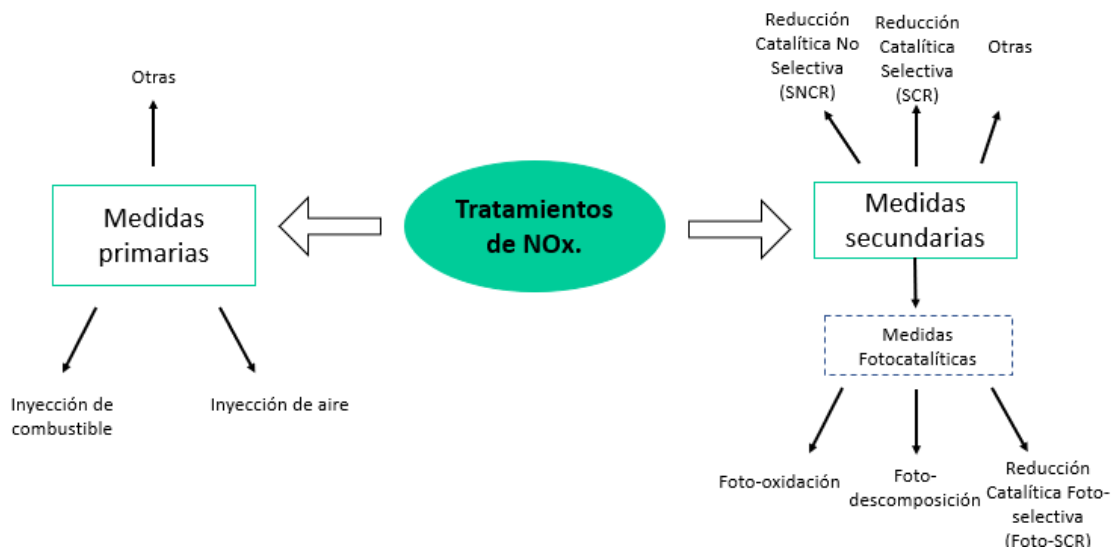 Otras
Medidas
primarias
Inyección de
combustible
Inyección de aire
Tratamientos
de NOx.
Reducción
Catalítica No
Selectiva
(SNCR)
Reducción
Catalítica
Selectiva
(SCR)
Otras
Medidas
secundarias
Medidas
Fotocatalíticas
Foto-oxidación
Foto-
descomposición
Reducción
Catalítica Foto-
selectiva
(Foto-SCR)